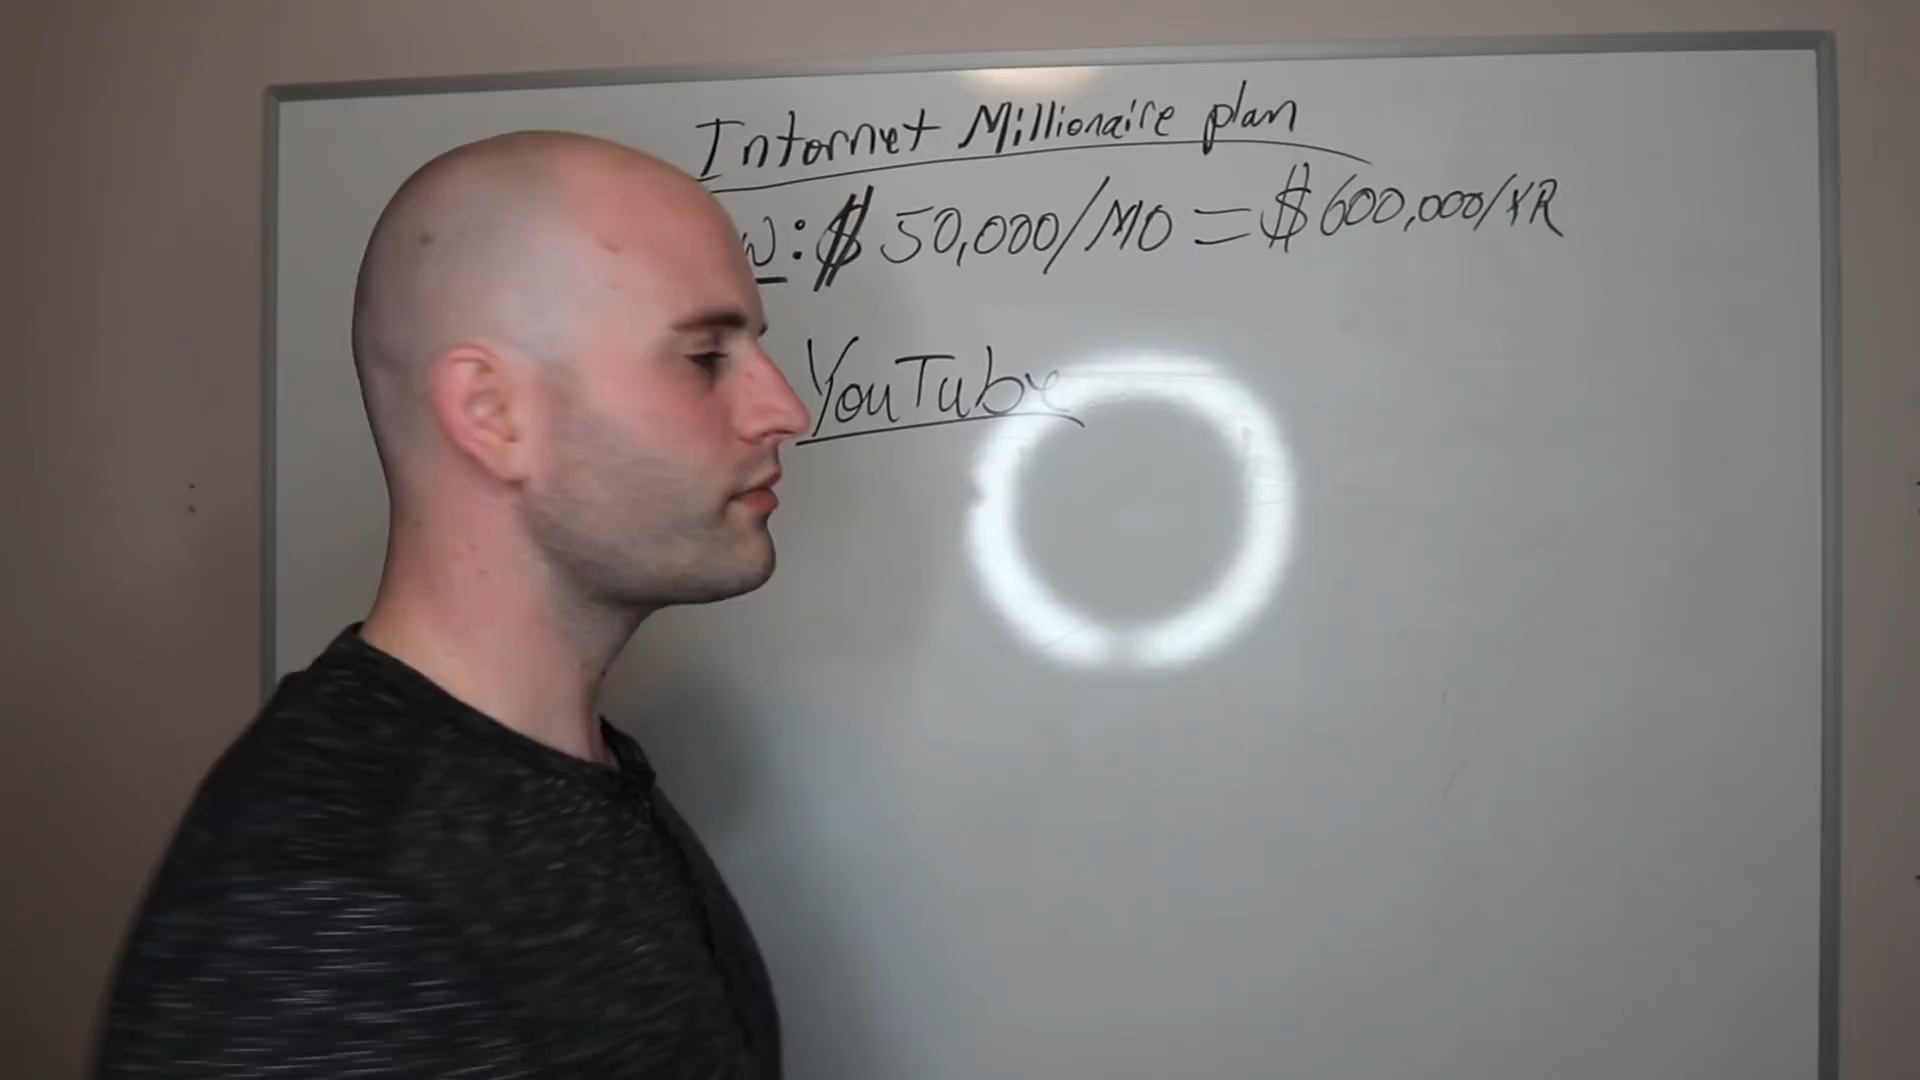 Internet Millionaire plan
: $ 50,000/MO = $600,000/YR
YouTube